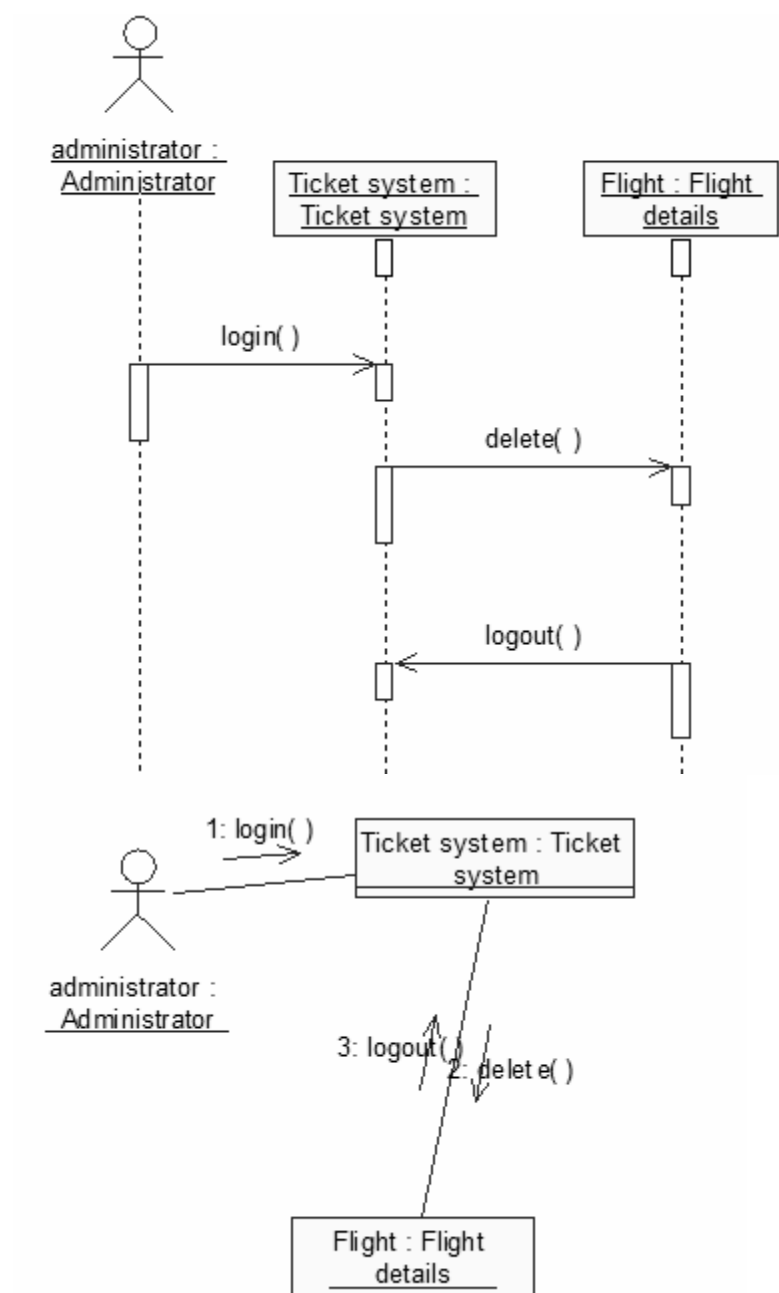 administrator :
Administrator
Ticket system :
Ticket system
Flight : Flight
details
login( )
delete( )
logout( )
1: login( )
Ticket system : Ticket
system
administrator :
Administrator
3: logout( )
2: delete( )
Flight : Flight
details